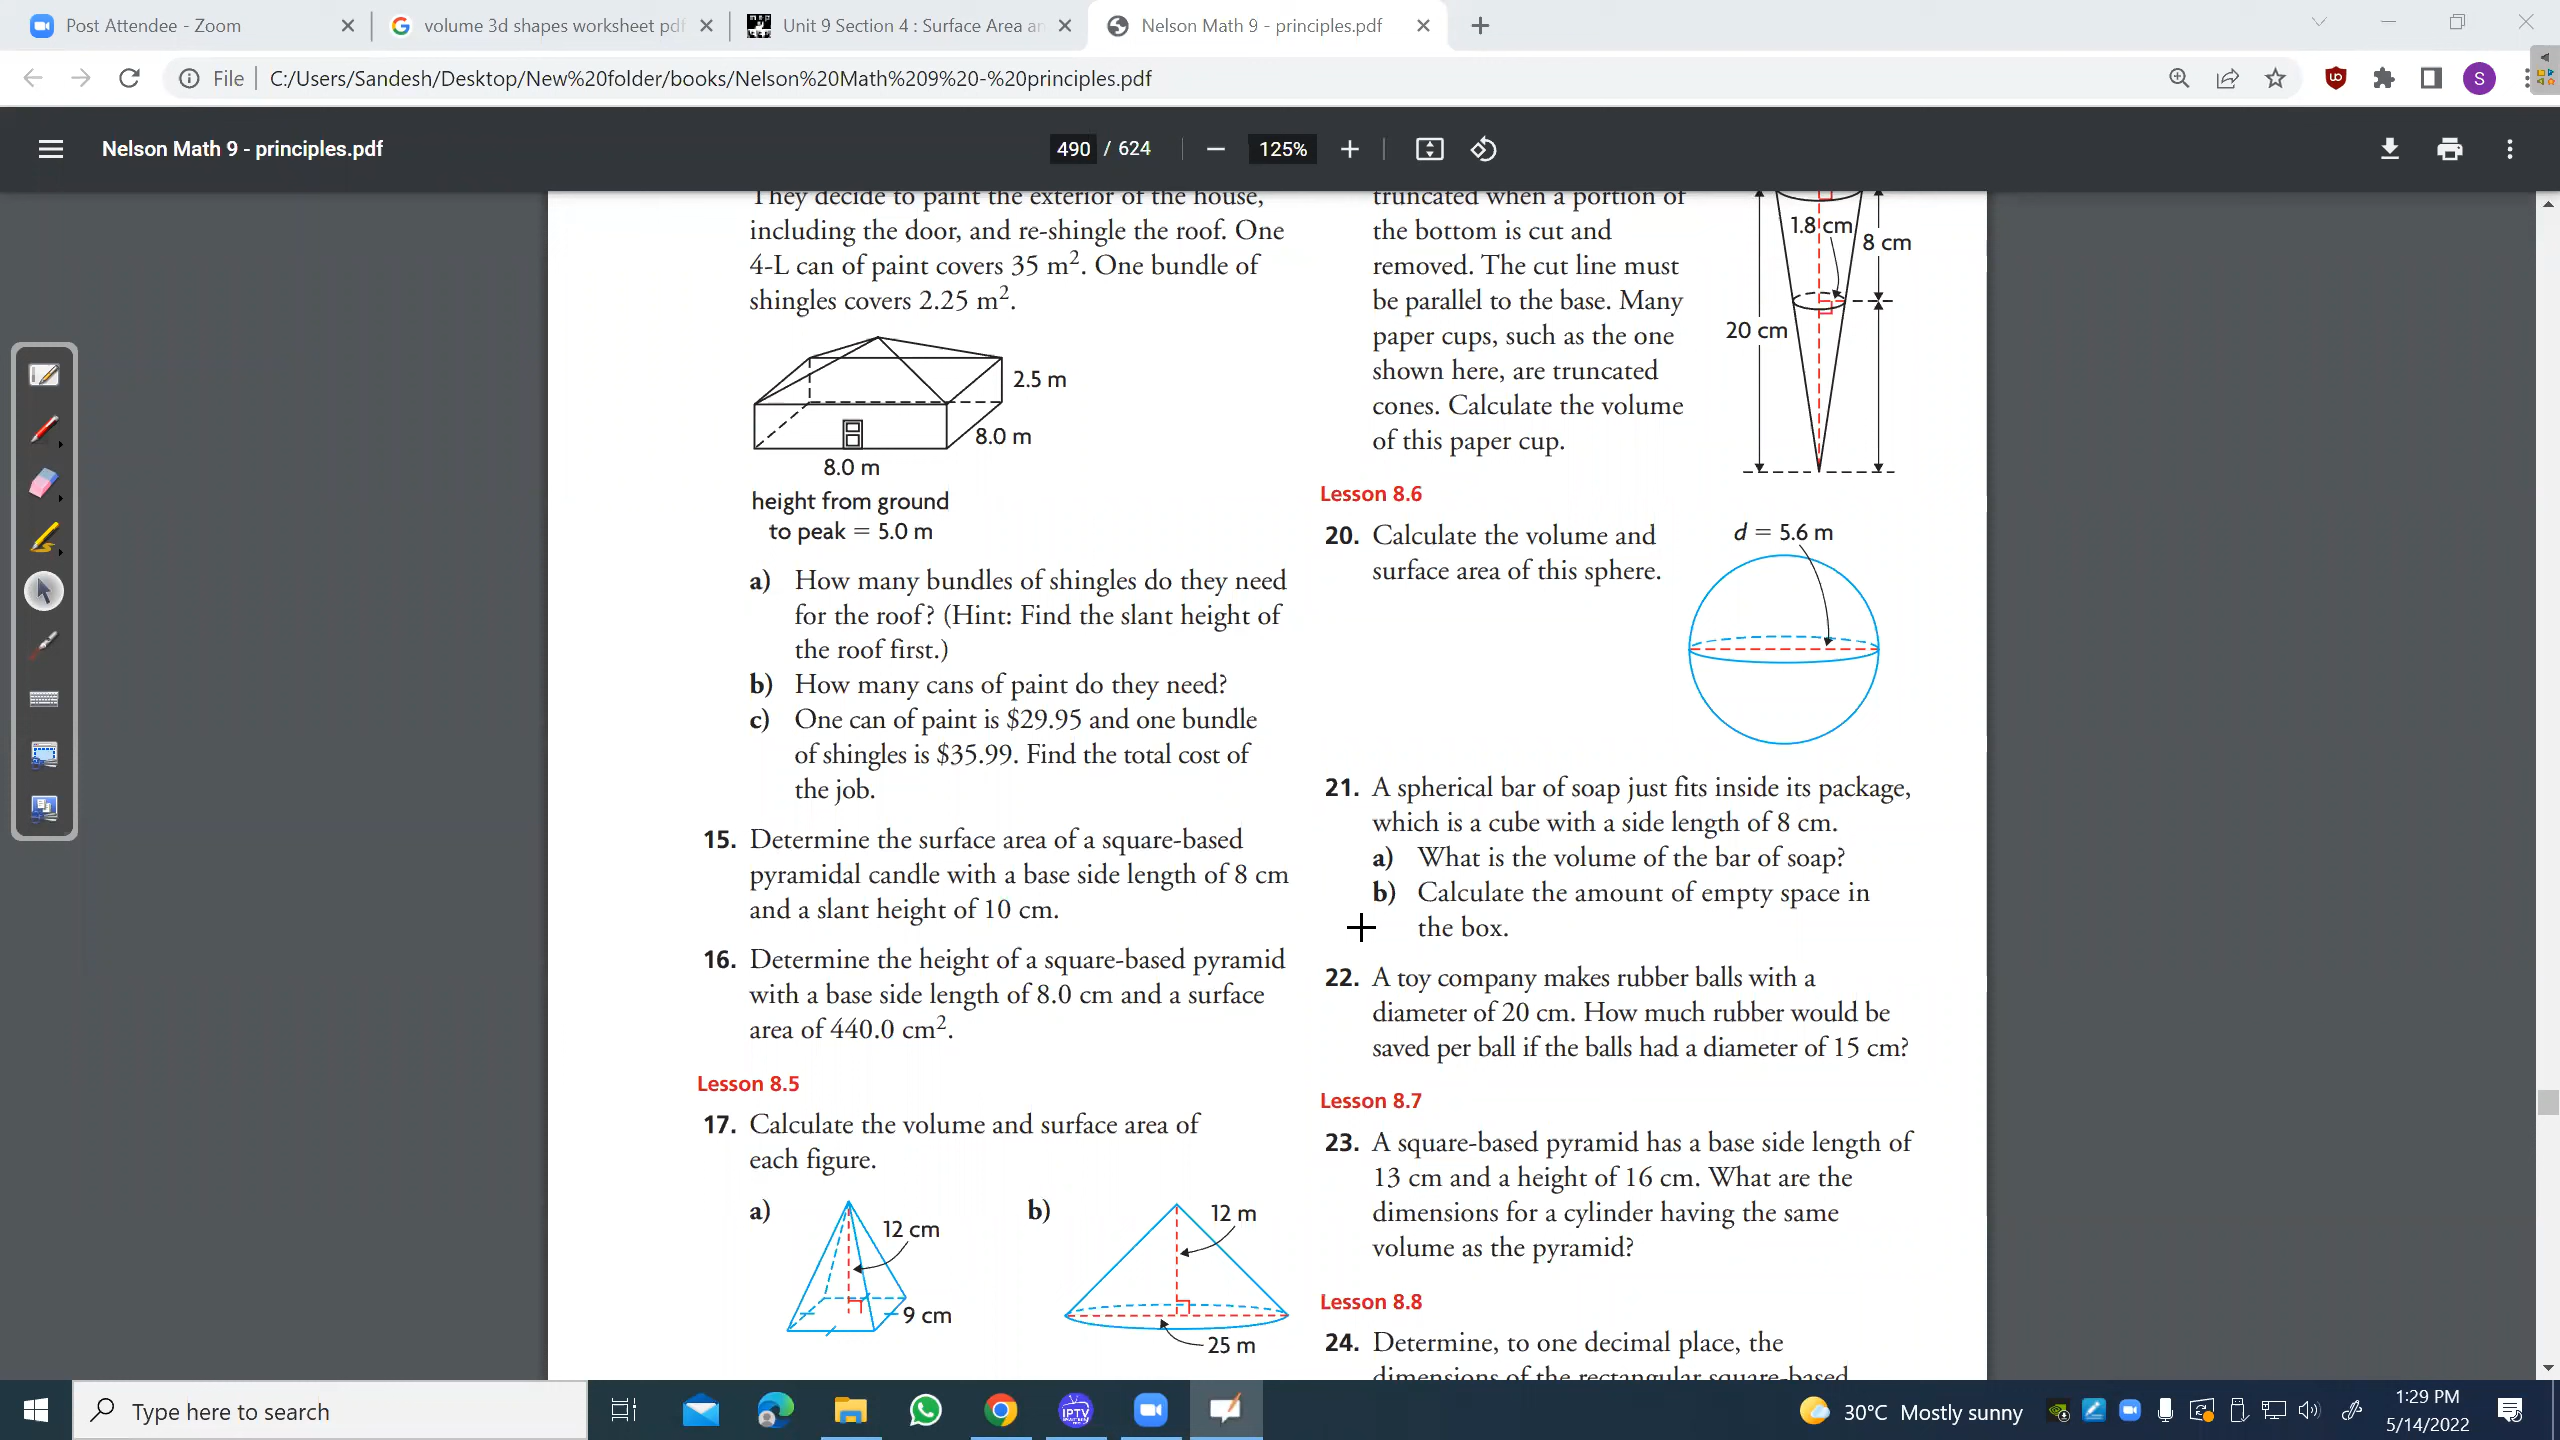 Post Attendee - Zoom
volume 3d shapes worksheet pdf
Unit 9 Section 4 : Surface Area an
Nelson Math 9 - principles.pdf
File
C:/Users/Sandesh/Desktop/New%20folder/books/Nelson%20Math%209%20-%20principles.pdf
S
Nelson Math 9 - principles.pdf
490 / 624
125%
They decide to paint the exterior of the house,
including the door, and re-shingle the roof. One
4-L can of paint covers 35 m². One bundle of
shingles covers 2.25 m².
2.5 m
8.0 m
8.0 m
height from ground
to peak = 5.0 m
a) How many bundles of shingles do they need
for the roof? (Hint: Find the slant height of
the roof first.)
b) How many cans of paint do they need?
c) One can of paint is $29.95 and one bundle
of shingles is $35.99. Find the total cost of
the job.
15. Determine the surface area of a square-based
pyramidal candle with a base side length of 8 cm
and a slant height of 10 cm.
16. Determine the height of a square-based pyramid
with a base side length of 8.0 cm and a surface
area of 440.0 cm².
Lesson 8.5
17. Calculate the volume and surface area of
each figure.
a)
12 cm
9 cm
b)
12 m
25 m
truncated when a portion of
the bottom is cut and
removed. The cut line must
be parallel to the base. Many
paper cups, such as the one
shown here, are truncated
cones. Calculate the volume
of this paper cup.
1.8 cm
8 cm
20 cm
Lesson 8.6
20. Calculate the volume and
surface area of this sphere.
d = 5.6 m
21. A spherical bar of soap just fits inside its package,
which is a cube with a side length of 8 cm.
a) What is the volume of the bar of soap?
b) Calculate the amount of empty space in
the box.
22. A toy company makes rubber balls with a
diameter of 20 cm. How much rubber would be
saved per ball if the balls had a diameter of 15 cm?
Lesson 8.7
23. A square-based pyramid has a base side length of
13 cm and a height of 16 cm. What are the
dimensions for a cylinder having the same
volume as the pyramid?
Lesson 8.8
24. Determine, to one decimal place, the
dimensions of the rectangular square-based
Type here to search
IPTV
30°C Mostly sunny
1:29 PM
5/14/2022